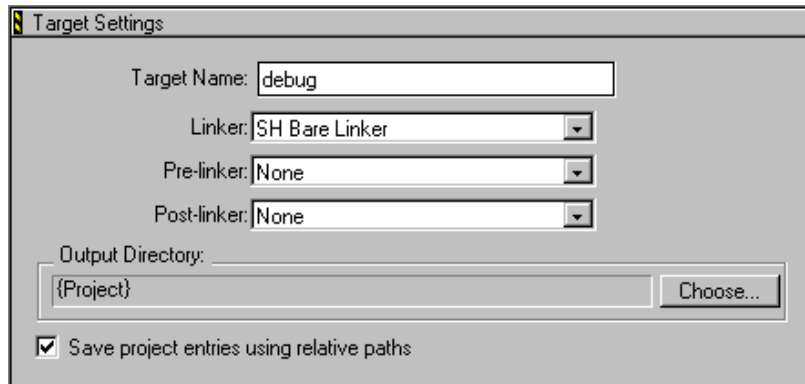 Target Settings
Target Name: debug
Linker: SH Bare Linker
Pre-linker: None
Post-linker: None
Output Directory:
{Project} Choose...
Save project entries using relative paths